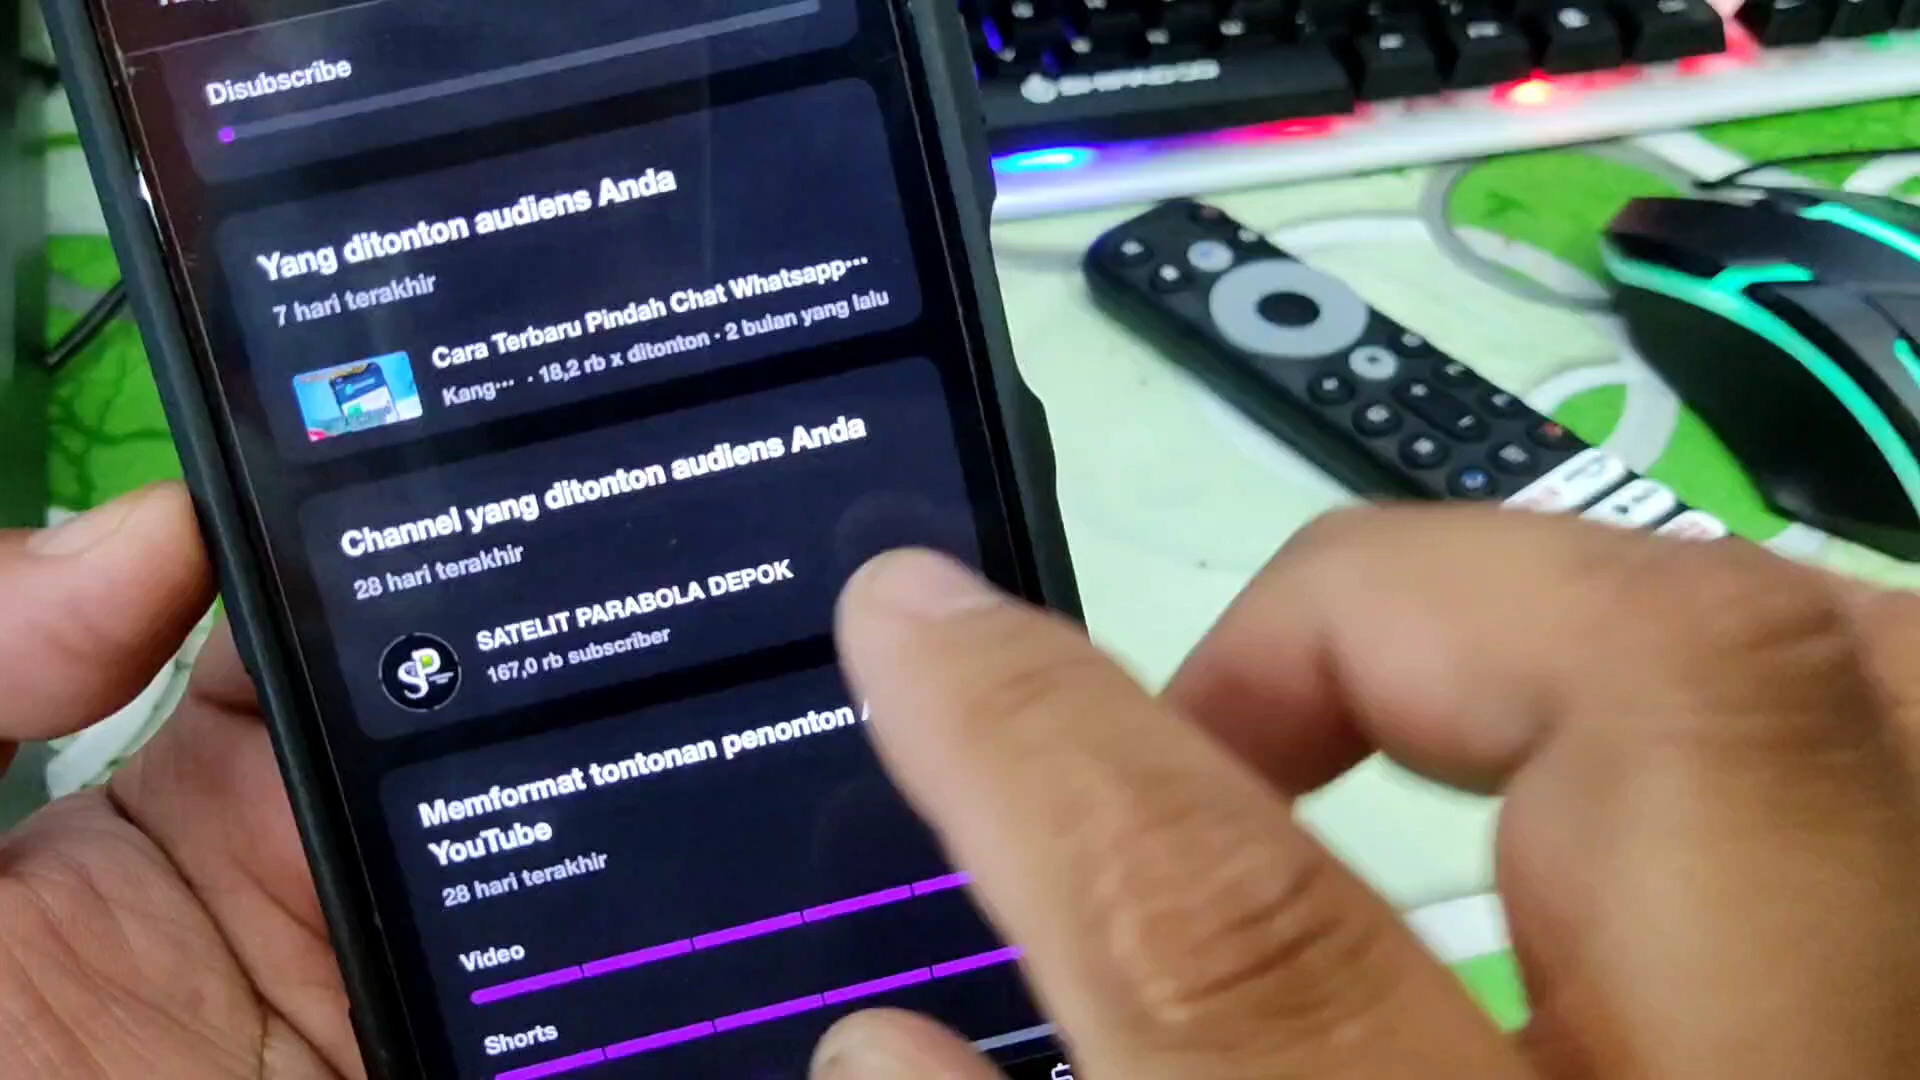 Disubscribe
Yang ditonton audiens Anda
7 hari terakhir
Cara Terbaru Pindah Chat Whatsapp...
Kang... · 18,2 rb x ditonton · 2 bulan yang lalu
Channel yang ditonton audiens Anda
28 hari terakhir
SATELIT PARABOLA DEPOK
167,0 rb subscriber
SP
Memformat tontonan penonton
YouTube
28 hari terakhir
Video
Shorts